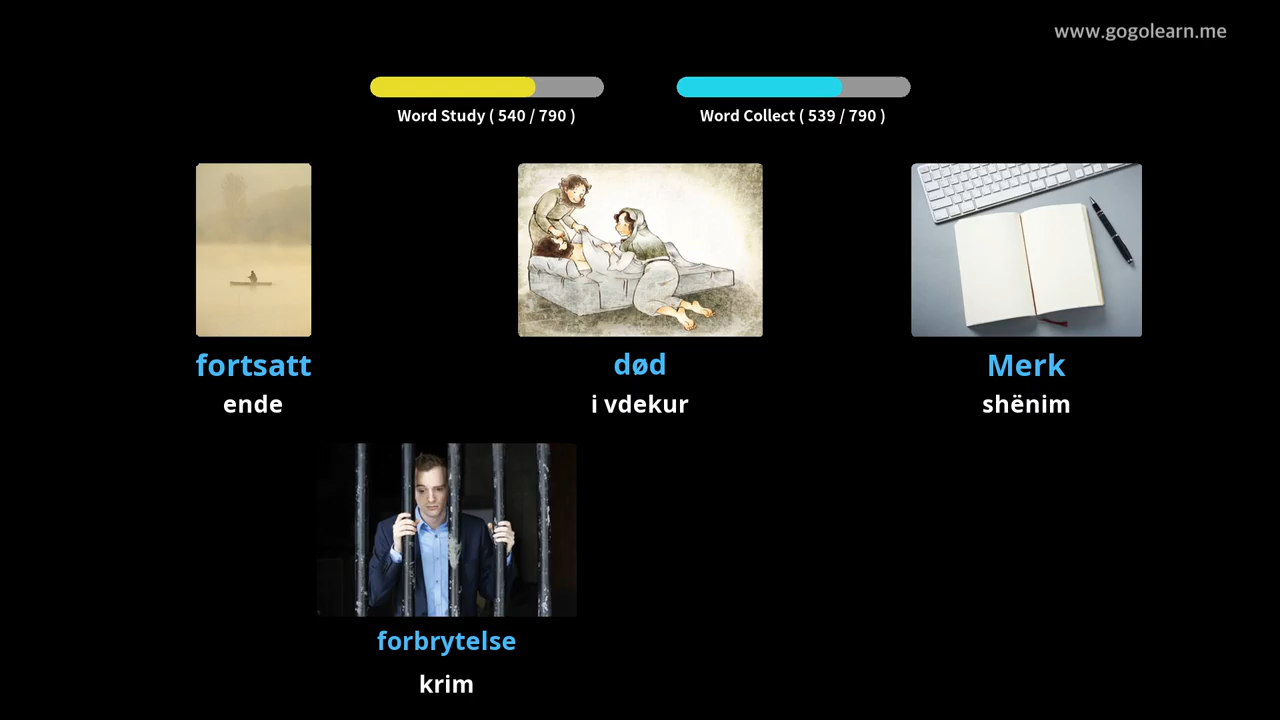 www.gogolearn.me
Word Study ( 540 / 790 )
Word Collect ( 539 / 790 )
fortsatt
ende
død
i vdekur
Merk
shënim
forbrytelse
krim